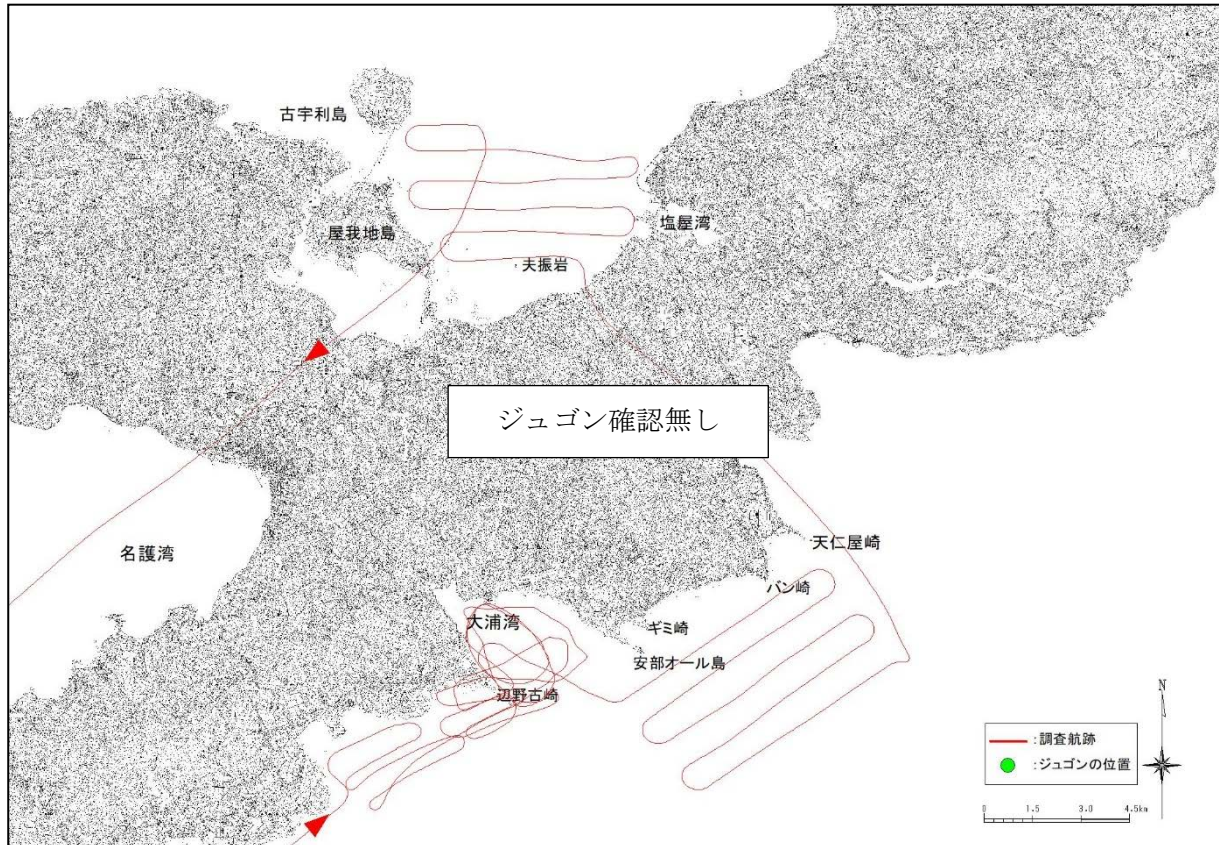 古宇利島
屋我地島
塩屋湾
夫振岩
ジュゴン確認無し
名護湾
天仁屋崎
バン崎
大浦湾
ギミ崎
安部オール島
辺野古崎
N
:調査航跡
:ジュゴンの位置
0 1.5 3.0 4.5km